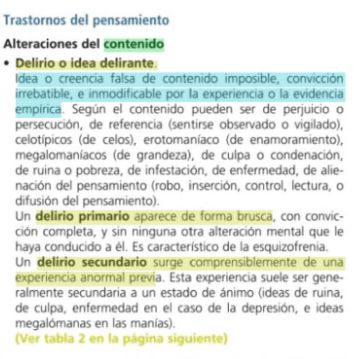 Trastornos del pensamiento
Alteraciones del contenido
• Delirio o idea delirante.
Idea o creencia falsa de contenido imposible, convicción
irrebatible, e inmodificable por la experiencia o la evidencia
empírica. Según el contenido pueden ser de perjuicio o
persecución, de referencia (sentirse observado o vigilado),
celotípicos (de celos), erotomaníaco (de enamoramiento),
megalomaníacos (de grandeza), de culpa o condenación,
de ruina o pobreza, de infestación, de enfermedad, de alie-
nación del pensamiento (robo, inserción, control, lectura, o
difusión del pensamiento).
Un delirio primario aparece de forma brusca, con convic-
ción completa, y sin ninguna otra alteración mental que le
haya conducido a él. Es característico de la esquizofrenia.
Un delirio secundario surge comprensiblemente de una
experiencia anormal previa. Esta experiencia suele ser gene-
ralmente secundaria a un estado de ánimo (ideas de ruina,
de culpa, enfermedad en el caso de la depresión, e ideas
megalómanas en las manías).
(Ver tabla 2 en la página siguiente)